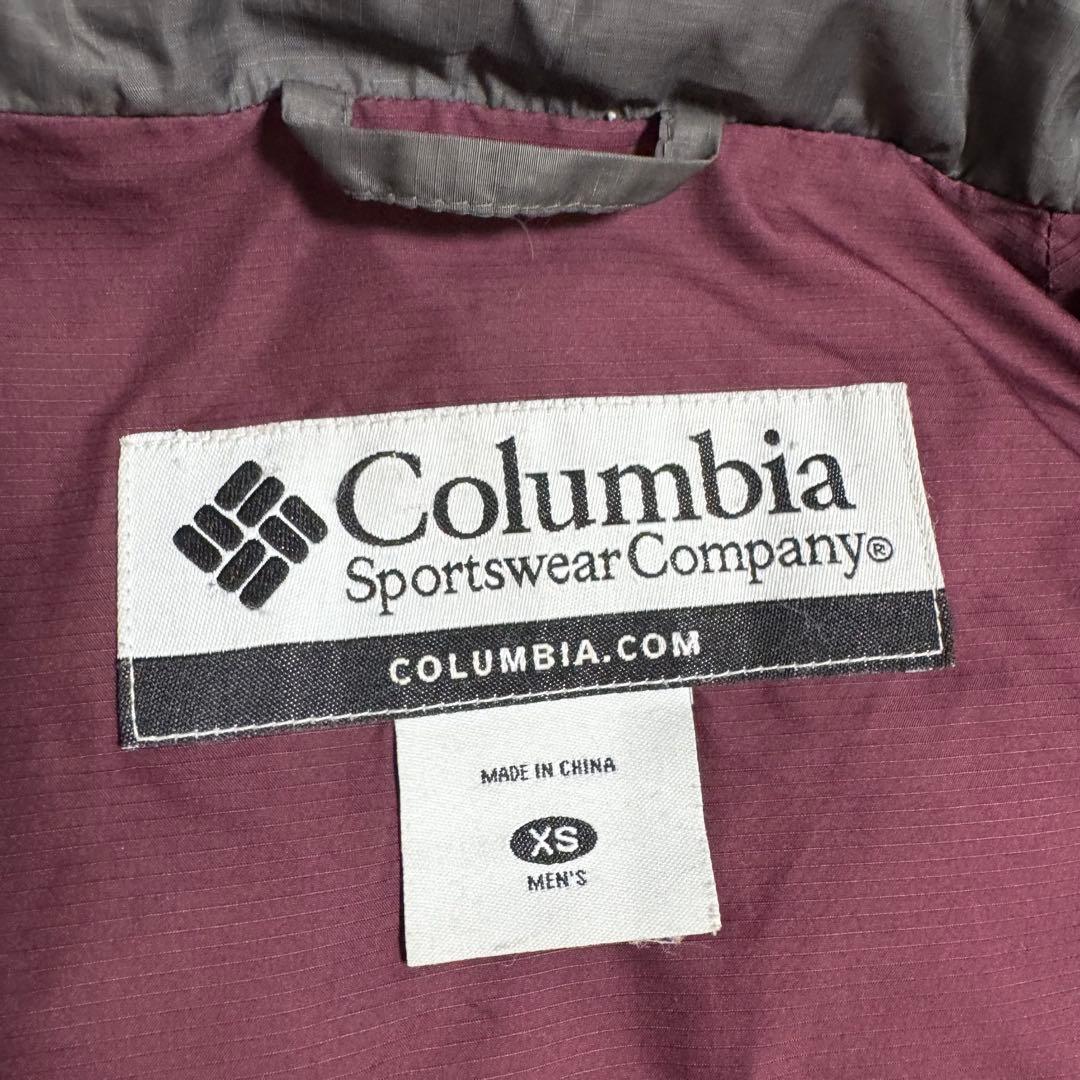 Columbia
Sportswear Company®
COLUMBIA.COM
MADE IN CHINA
XS
MEN'S